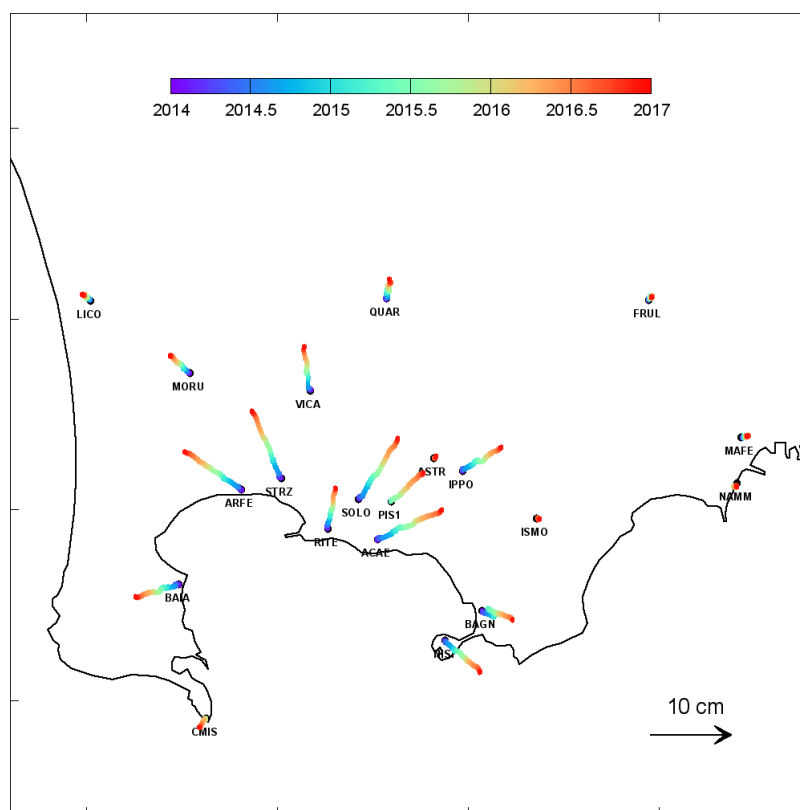 2014 2014.5 2015 2015.5 2016 2016.5 2017
LICO
QUAR
FRUL
MORU
VICA
MAFE
ASTR
IPPO
STRZ
ARFE
NAMM
SOLO
PIS1
ISMO
RITE
ACAE
BAIA
BAGN
CMIS
10 cm